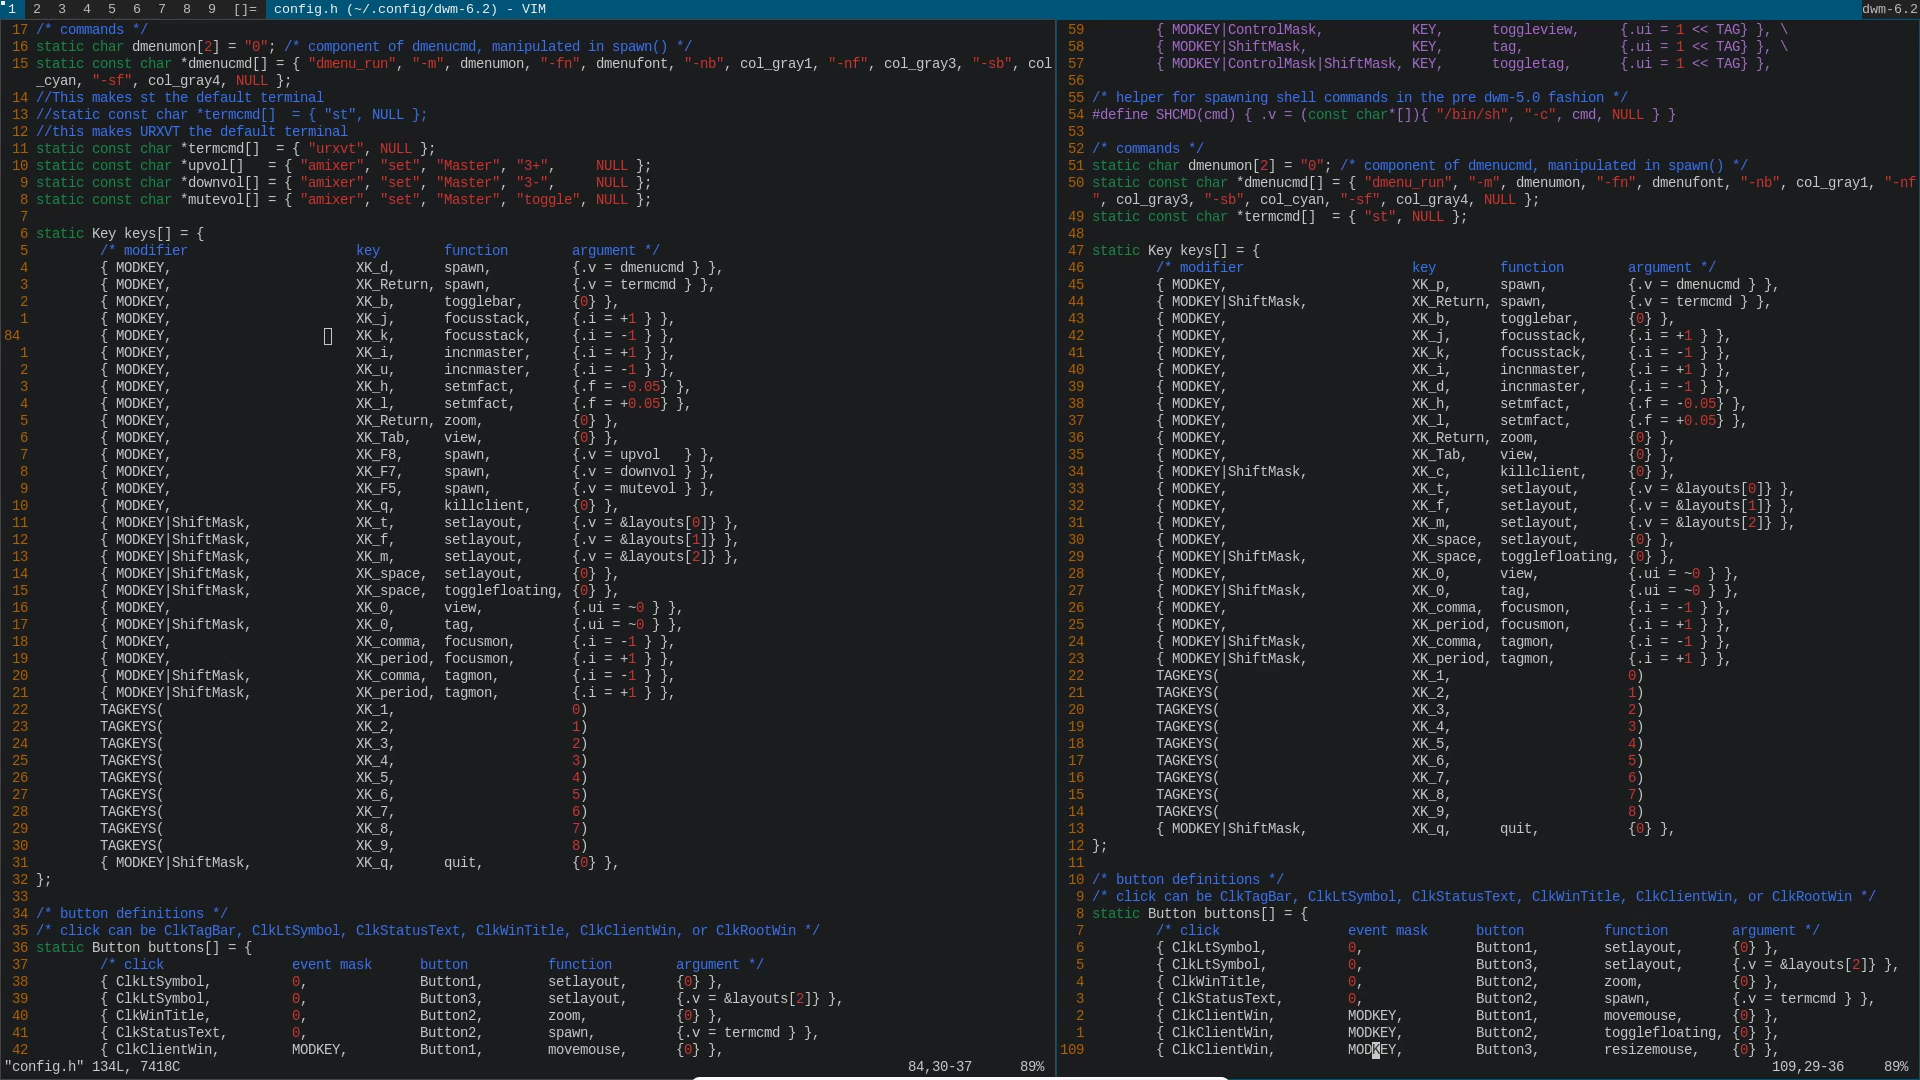 1 2 3 4 5 6 7 8 9 []= config.h (~/.config/dwm-6.2) - VIM dwm-6.2
17 /* commands */
16 static char dmenumon[2] = "0"; /* component of dmenucmd, manipulated in spawn() */
15 static const char *dmenucmd[] = { "dmenu_run", "-m", dmenumon, "-fn", dmenufont, "-nb", col_gray1, "-nf", col_gray3, "-sb", col
_cyan, "-sf", col_gray4, NULL };
14 //This makes st the default terminal
13 //static const char *termcmd[]  = { "st", NULL };
12 //this makes URXVT the default terminal
11 static const char *termcmd[]  = { "urxvt", NULL };
10 static const char *upvol[]   = { "amixer", "set", "Master", "3+",     NULL };
9 static const char *downvol[] = { "amixer", "set", "Master", "3-",     NULL };
8 static const char *mutevol[] = { "amixer", "set", "Master", "toggle", NULL };
7
6 static Key keys[] = {
5 /* modifier key function argument */
4 { MODKEY, XK_d, spawn, {.v = dmenucmd } },
3 { MODKEY, XK_Return, spawn, {.v = termcmd } },
2 { MODKEY, XK_b, togglebar, {0} },
1 { MODKEY, XK_j, focusstack, {.i = +1 } },
84 { MODKEY, XK_k, focusstack, {.i = -1 } },
1 { MODKEY, XK_i, incnmaster, {.i = +1 } },
2 { MODKEY, XK_u, incnmaster, {.i = -1 } },
3 { MODKEY, XK_h, setmfact, {.f = -0.05} },
4 { MODKEY, XK_l, setmfact, {.f = +0.05} },
5 { MODKEY, XK_Return, zoom, {0} },
6 { MODKEY, XK_Tab, view, {0} },
7 { MODKEY, XK_F8, spawn, {.v = upvol   } },
8 { MODKEY, XK_F7, spawn, {.v = downvol } },
9 { MODKEY, XK_F5, spawn, {.v = mutevol } },
10 { MODKEY, XK_q, killclient, {0} },
11 { MODKEY|ShiftMask, XK_t, setlayout, {.v = &layouts[0]} },
12 { MODKEY|ShiftMask, XK_f, setlayout, {.v = &layouts[1]} },
13 { MODKEY|ShiftMask, XK_m, setlayout, {.v = &layouts[2]} },
14 { MODKEY|ShiftMask, XK_space, setlayout, {0} },
15 { MODKEY|ShiftMask, XK_space, togglefloating, {0} },
16 { MODKEY, XK_0, view, {.ui = ~0 } },
17 { MODKEY|ShiftMask, XK_0, tag, {.ui = ~0 } },
18 { MODKEY, XK_comma, focusmon, {.i = -1 } },
19 { MODKEY, XK_period, focusmon, {.i = +1 } },
20 { MODKEY|ShiftMask, XK_comma, tagmon, {.i = -1 } },
21 { MODKEY|ShiftMask, XK_period, tagmon, {.i = +1 } },
22 TAGKEYS( XK_1, 0)
23 TAGKEYS( XK_2, 1)
24 TAGKEYS( XK_3, 2)
25 TAGKEYS( XK_4, 3)
26 TAGKEYS( XK_5, 4)
27 TAGKEYS( XK_6, 5)
28 TAGKEYS( XK_7, 6)
29 TAGKEYS( XK_8, 7)
30 TAGKEYS( XK_9, 8)
31 { MODKEY|ShiftMask, XK_q, quit, {0} },
32 };
33
34 /* button definitions */
35 /* click can be ClkTagBar, ClkLtSymbol, ClkStatusText, ClkWinTitle, ClkClientWin, or ClkRootWin */
36 static Button buttons[] = {
37 /* click event mask button function argument */
38 { ClkLtSymbol, 0, Button1, setlayout, {0} },
39 { ClkLtSymbol, 0, Button3, setlayout, {.v = &layouts[2]} },
40 { ClkWinTitle, 0, Button2, zoom, {0} },
41 { ClkStatusText, 0, Button2, spawn, {.v = termcmd } },
42 { ClkClientWin, MODKEY, Button1, movemouse, {0} },
"config.h" 134L, 7418C 84,30-37 89%
59 { MODKEY|ControlMask, KEY, toggleview, {.ui = 1 << TAG} }, \
58 { MODKEY|ShiftMask, KEY, tag, {.ui = 1 << TAG} }, \
57 { MODKEY|ControlMask|ShiftMask, KEY, toggletag, {.ui = 1 << TAG} },
56
55 /* helper for spawning shell commands in the pre dwm-5.0 fashion */
54 #define SHCMD(cmd) { .v = (const char*[]){ "/bin/sh", "-c", cmd, NULL } }
53
52 /* commands */
51 static char dmenumon[2] = "0"; /* component of dmenucmd, manipulated in spawn() */
50 static const char *dmenucmd[] = { "dmenu_run", "-m", dmenumon, "-fn", dmenufont, "-nb", col_gray1, "-nf
", col_gray3, "-sb", col_cyan, "-sf", col_gray4, NULL };
49 static const char *termcmd[]  = { "st", NULL };
48
47 static Key keys[] = {
46 /* modifier key function argument */
45 { MODKEY, XK_p, spawn, {.v = dmenucmd } },
44 { MODKEY|ShiftMask, XK_Return, spawn, {.v = termcmd } },
43 { MODKEY, XK_b, togglebar, {0} },
42 { MODKEY, XK_j, focusstack, {.i = +1 } },
41 { MODKEY, XK_k, focusstack, {.i = -1 } },
40 { MODKEY, XK_i, incnmaster, {.i = +1 } },
39 { MODKEY, XK_d, incnmaster, {.i = -1 } },
38 { MODKEY, XK_h, setmfact, {.f = -0.05} },
37 { MODKEY, XK_l, setmfact, {.f = +0.05} },
36 { MODKEY, XK_Return, zoom, {0} },
35 { MODKEY, XK_Tab, view, {0} },
34 { MODKEY|ShiftMask, XK_c, killclient, {0} },
33 { MODKEY, XK_t, setlayout, {.v = &layouts[0]} },
32 { MODKEY, XK_f, setlayout, {.v = &layouts[1]} },
31 { MODKEY, XK_m, setlayout, {.v = &layouts[2]} },
30 { MODKEY, XK_space, setlayout, {0} },
29 { MODKEY|ShiftMask, XK_space, togglefloating, {0} },
28 { MODKEY, XK_0, view, {.ui = ~0 } },
27 { MODKEY|ShiftMask, XK_0, tag, {.ui = ~0 } },
26 { MODKEY, XK_comma, focusmon, {.i = -1 } },
25 { MODKEY, XK_period, focusmon, {.i = +1 } },
24 { MODKEY|ShiftMask, XK_comma, tagmon, {.i = -1 } },
23 { MODKEY|ShiftMask, XK_period, tagmon, {.i = +1 } },
22 TAGKEYS( XK_1, 0)
21 TAGKEYS( XK_2, 1)
20 TAGKEYS( XK_3, 2)
19 TAGKEYS( XK_4, 3)
18 TAGKEYS( XK_5, 4)
17 TAGKEYS( XK_6, 5)
16 TAGKEYS( XK_7, 6)
15 TAGKEYS( XK_8, 7)
14 TAGKEYS( XK_9, 8)
13 { MODKEY|ShiftMask, XK_q, quit, {0} },
12 };
11
10 /* button definitions */
9 /* click can be ClkTagBar, ClkLtSymbol, ClkStatusText, ClkWinTitle, ClkClientWin, or ClkRootWin */
8 static Button buttons[] = {
7 /* click event mask button function argument */
6 { ClkLtSymbol, 0, Button1, setlayout, {0} },
5 { ClkLtSymbol, 0, Button3, setlayout, {.v = &layouts[2]} },
4 { ClkWinTitle, 0, Button2, zoom, {0} },
3 { ClkStatusText, 0, Button2, spawn, {.v = termcmd } },
2 { ClkClientWin, MODKEY, Button1, movemouse, {0} },
1 { ClkClientWin, MODKEY, Button2, togglefloating, {0} },
109 { ClkClientWin, MODKEY, Button3, resizemouse, {0} },
109,29-36 89%